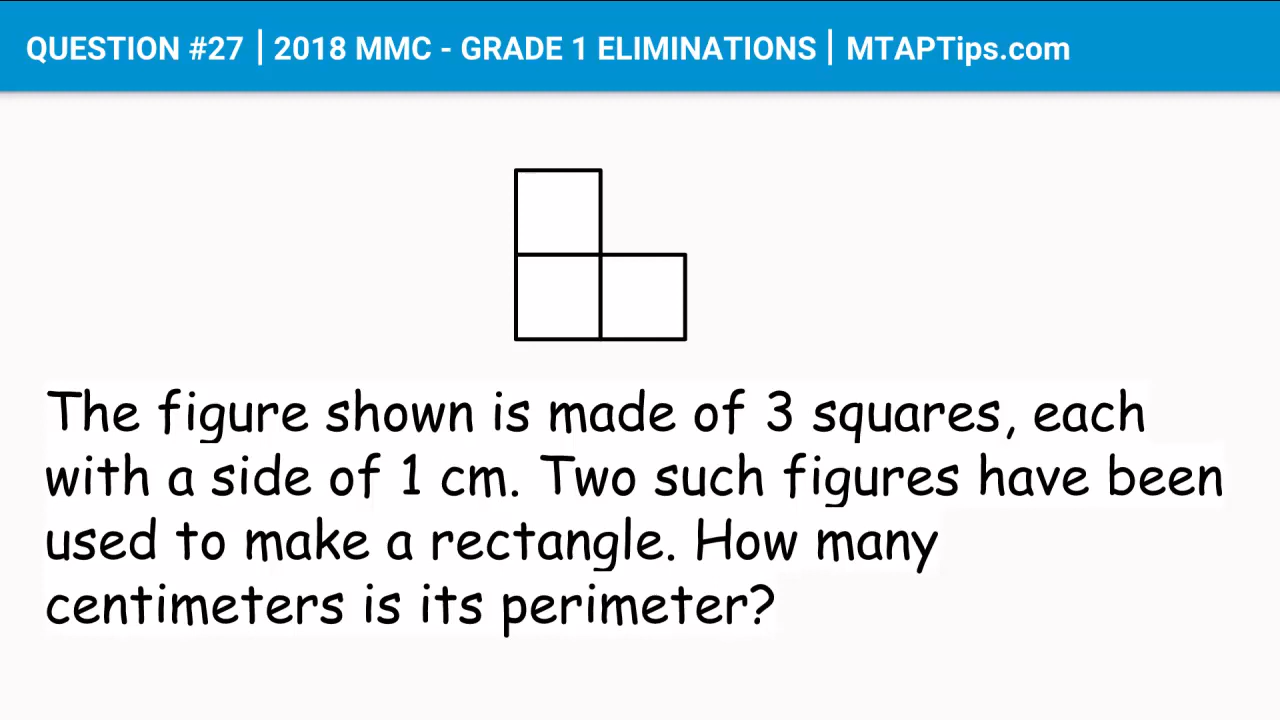 QUESTION #27 | 2018 MMC - GRADE 1 ELIMINATIONS | MTAPTips.com
The figure shown is made of 3 squares, each
with a side of 1 cm. Two such figures have been
used to make a rectangle. How many
centimeters is its perimeter?